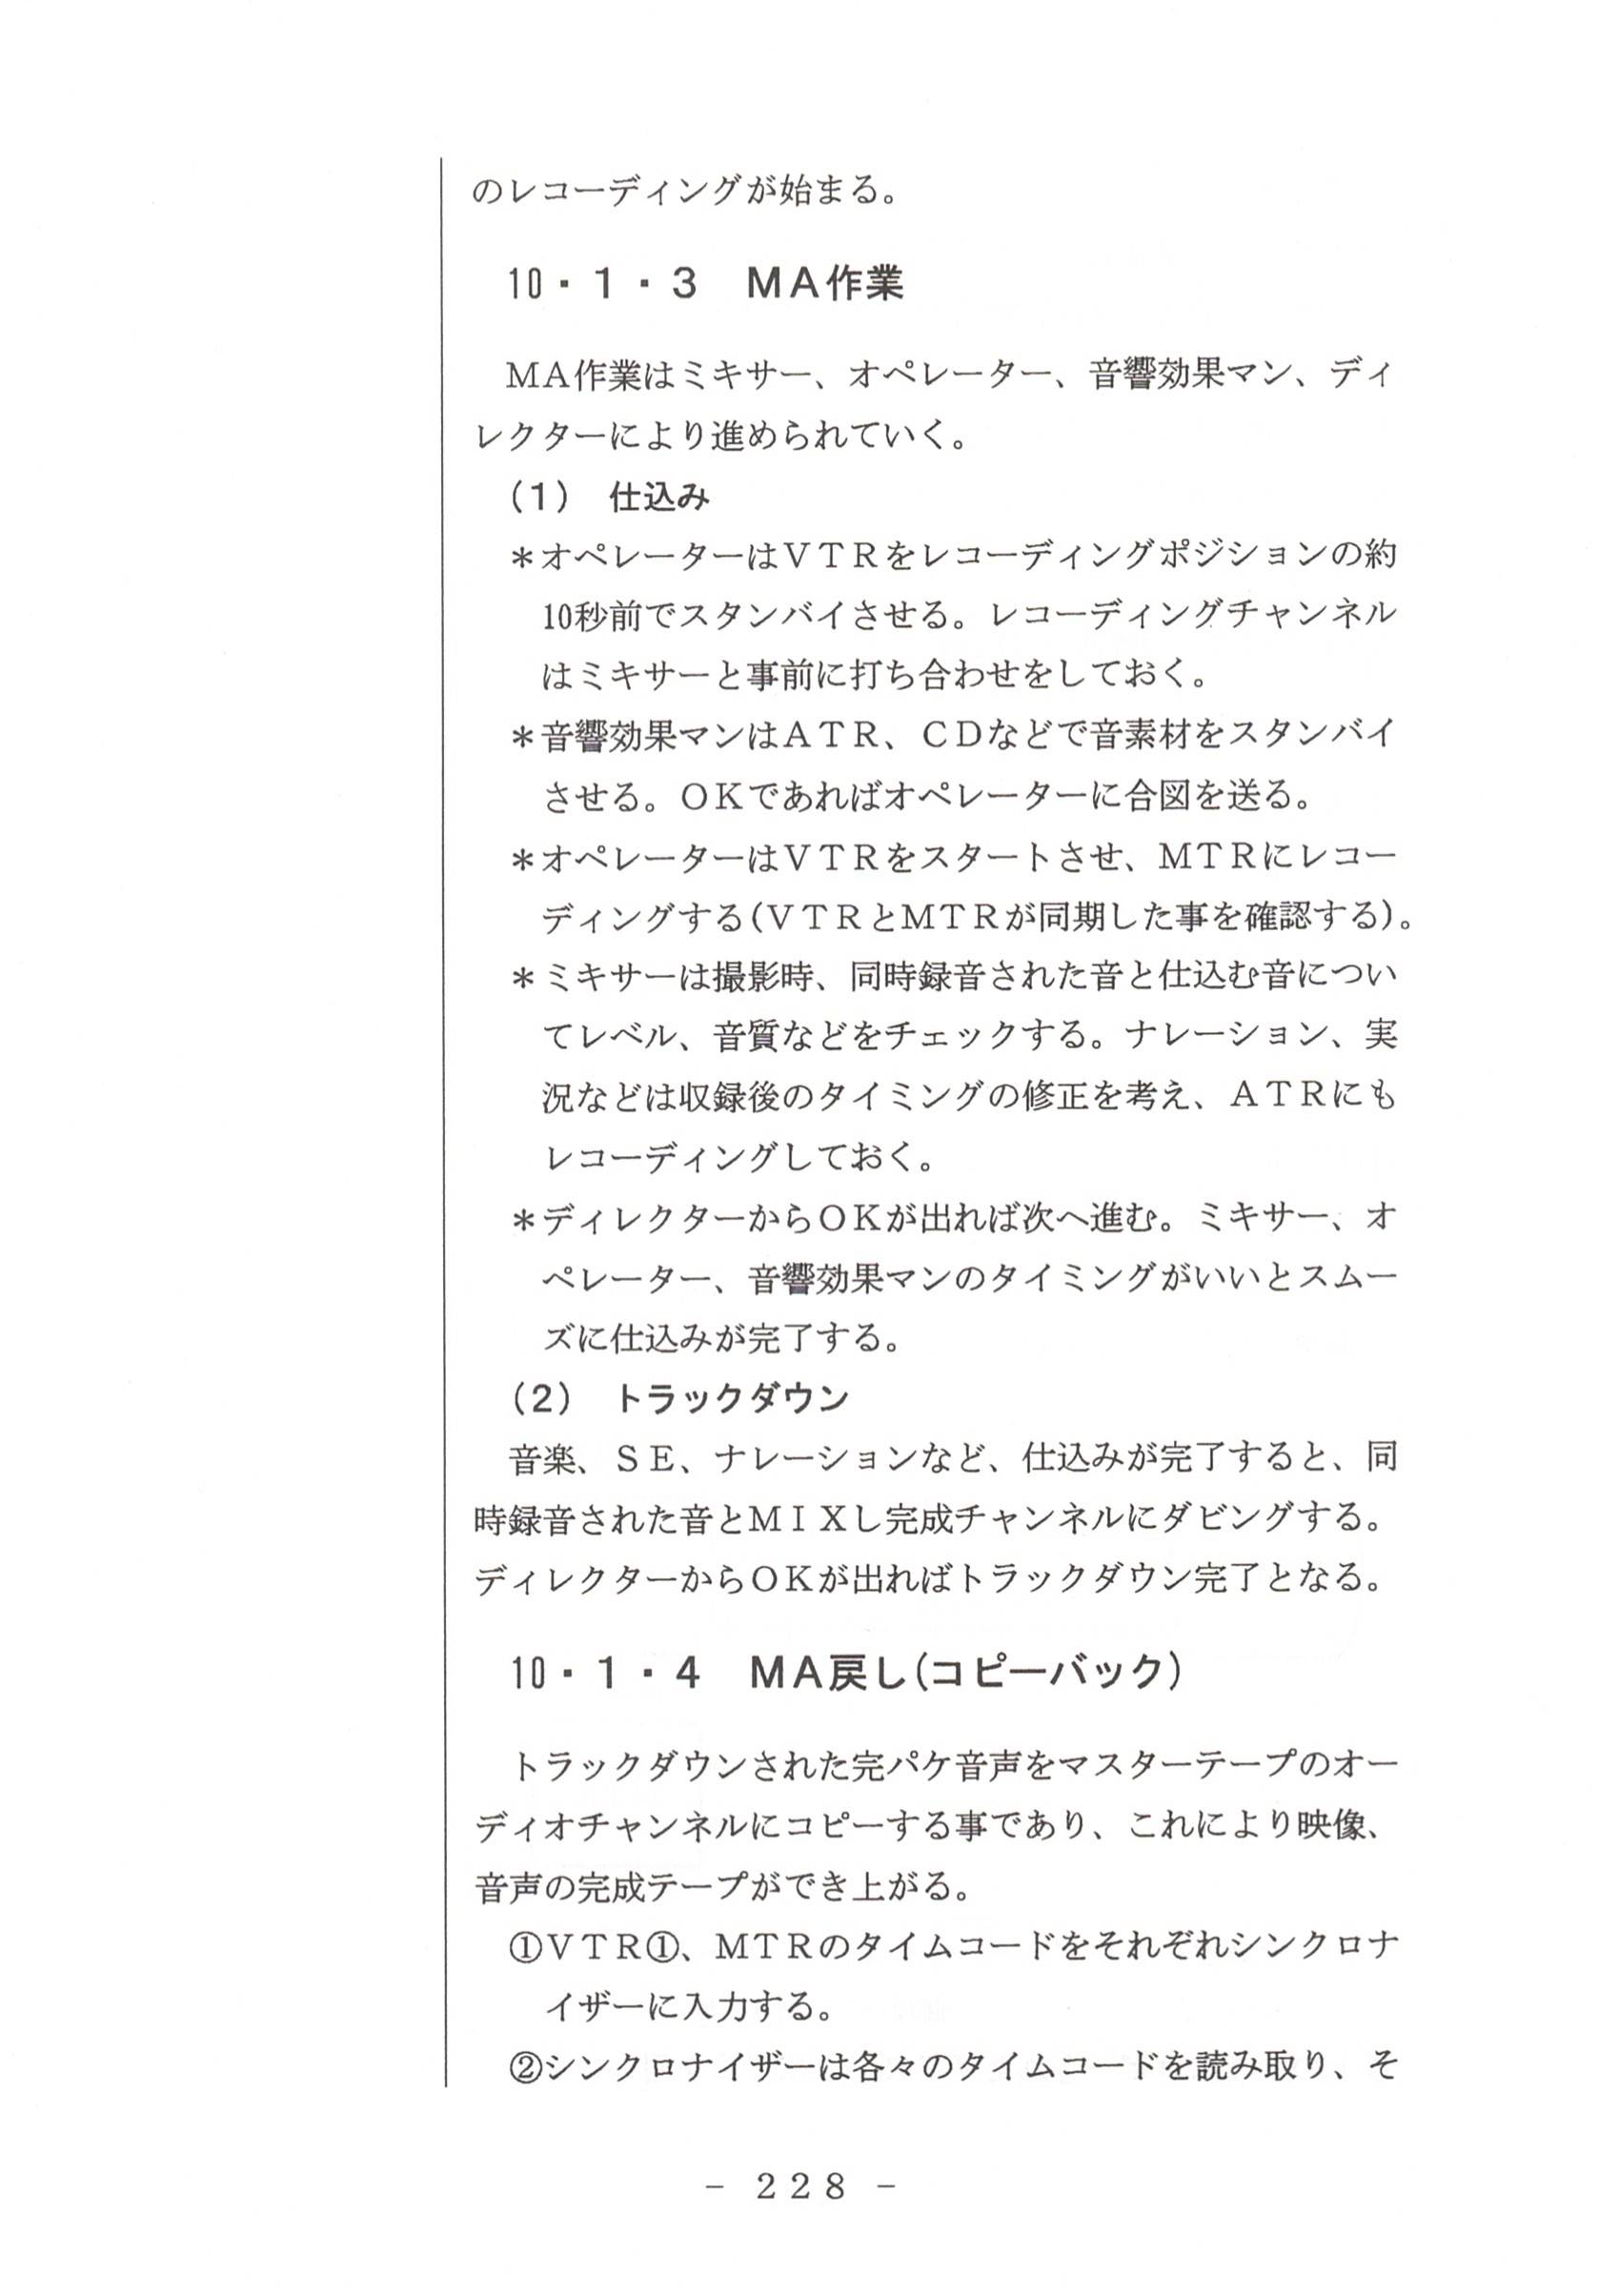 のレコーディングが始まる。
10・1・3　MA作業
MA作業はミキサー、オペレーター、音響効果マン、ディ
レクターにより進められていく。
(1)　仕込み
＊オペレーターはVTRをレコーディングポジションの約
10秒前でスタンバイさせる。レコーディングチャンネル
はミキサーと事前に打ち合わせをしておく。
＊音響効果マンはATR、CDなどで音素材をスタンバイ
させる。OKであればオペレーターに合図を送る。
＊オペレーターはVTRをスタートさせ、MTRにレコー
ディングする(VTRとMTRが同期した事を確認する)。
＊ミキサーは撮影時、同時録音された音と仕込む音につい
てレベル、音質などをチェックする。ナレーション、実
況などは収録後のタイミングの修正を考え、ATRにも
レコーディングしておく。
＊ディレクターからOKが出れば次へ進む。ミキサー、オ
ペレーター、音響効果マンのタイミングがいいとスムー
ズに仕込みが完了する。
(2)　トラックダウン
音楽、SE、ナレーションなど、仕込みが完了すると、同
時録音された音とMIXし完成チャンネルにダビングする。
ディレクターからOKが出ればトラックダウン完了となる。
10・1・4　MA戻し(コピーバック)
トラックダウンされた完パケ音声をマスターテープのオー
ディオチャンネルにコピーする事であり、これにより映像、
音声の完成テープができ上がる。
①VTR①、MTRのタイムコードをそれぞれシンクロナ
イザーに入力する。
②シンクロナイザーは各々のタイムコードを読み取り、そ
- 228 -